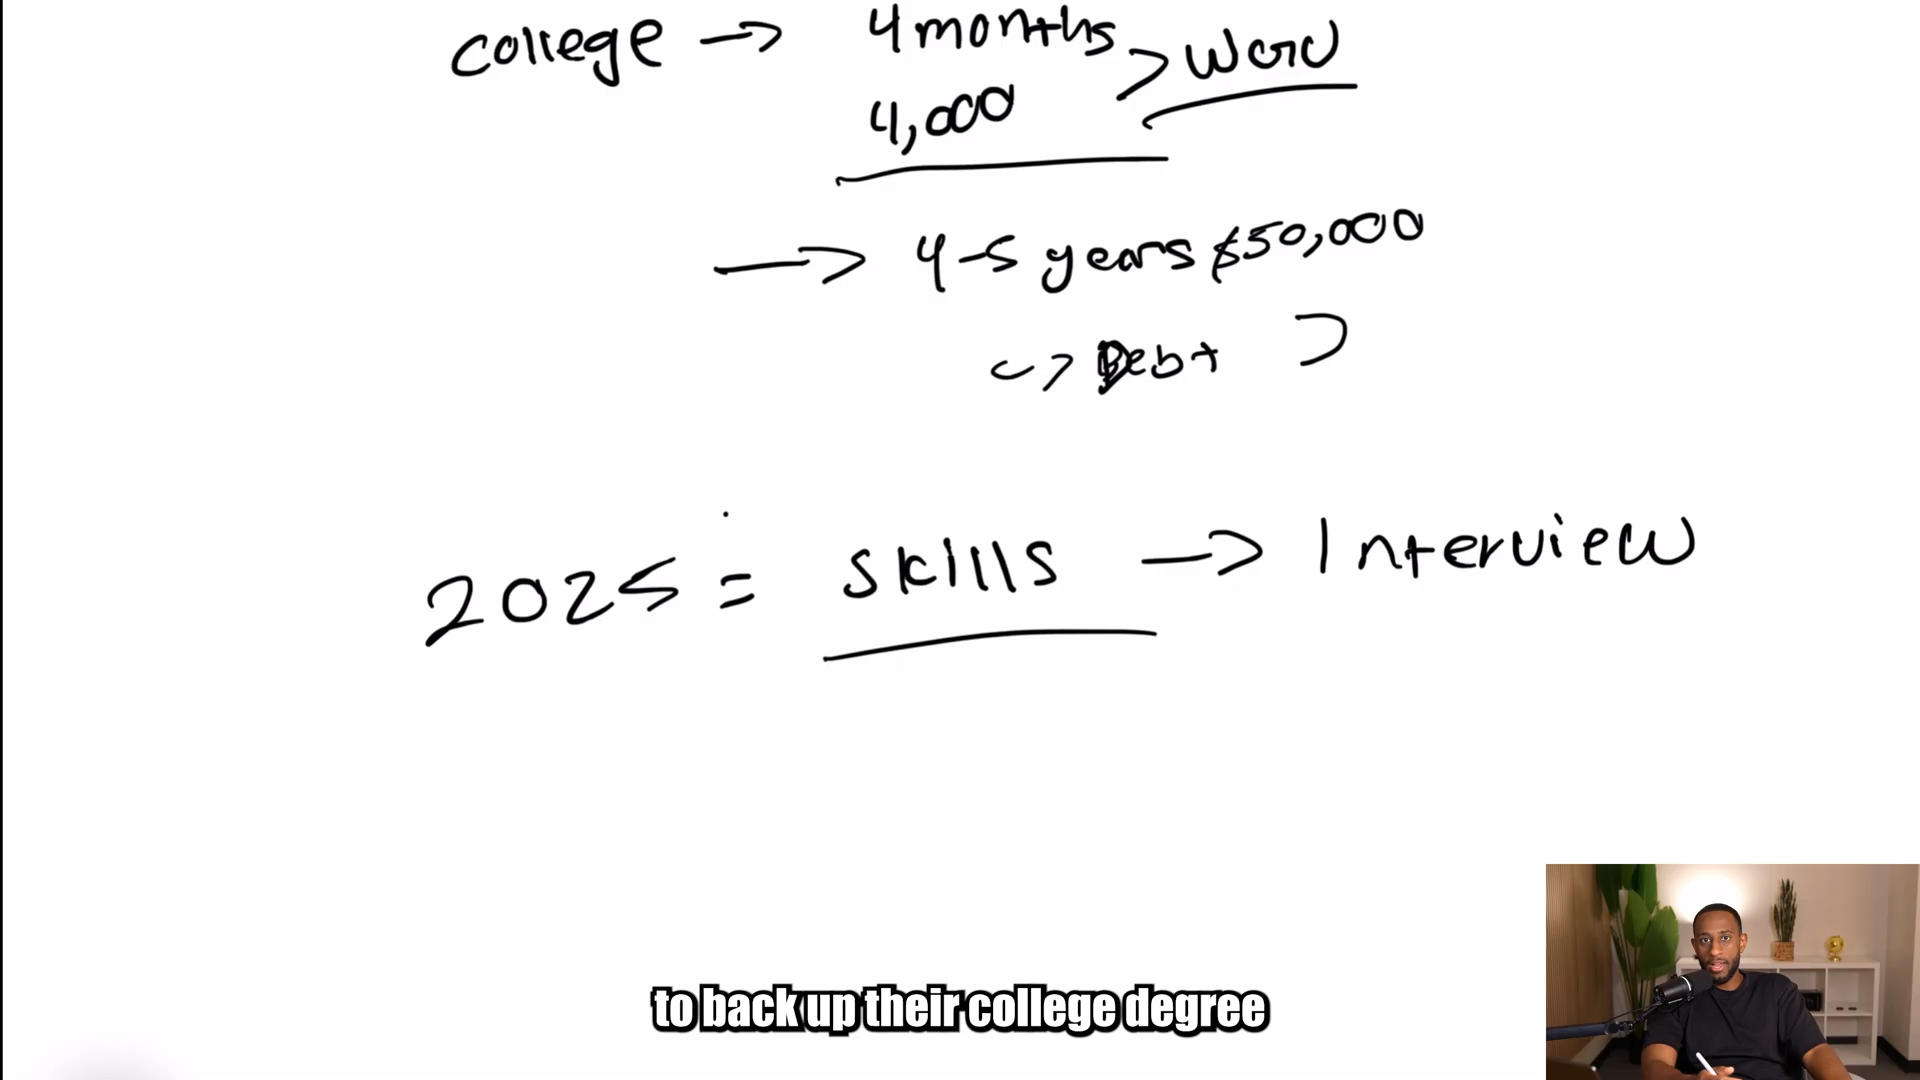 college → 4 months > Word
4,000
→ 4-5 years $50,000
↪ Debt
2025 = skills → Interview
to back up their college degree